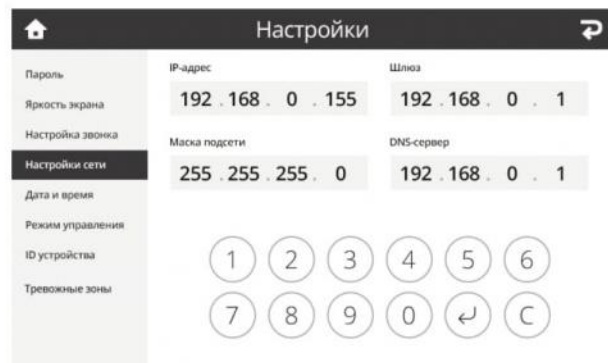 Настройки
Пароль
Яркость экрана
Настройка звонка
Настройки сети
Дата и время
Режим управления
ID устройства
Тревожные зоны
IP-адрес
192 . 168 . 0 . 155
Шлюз
192 . 168 . 0 . 1
Маска подсети
255 . 255 . 255 . 0
DNS-сервер
192 . 168 . 0 . 1
1 2 3 4 5 6
7 8 9 0 C